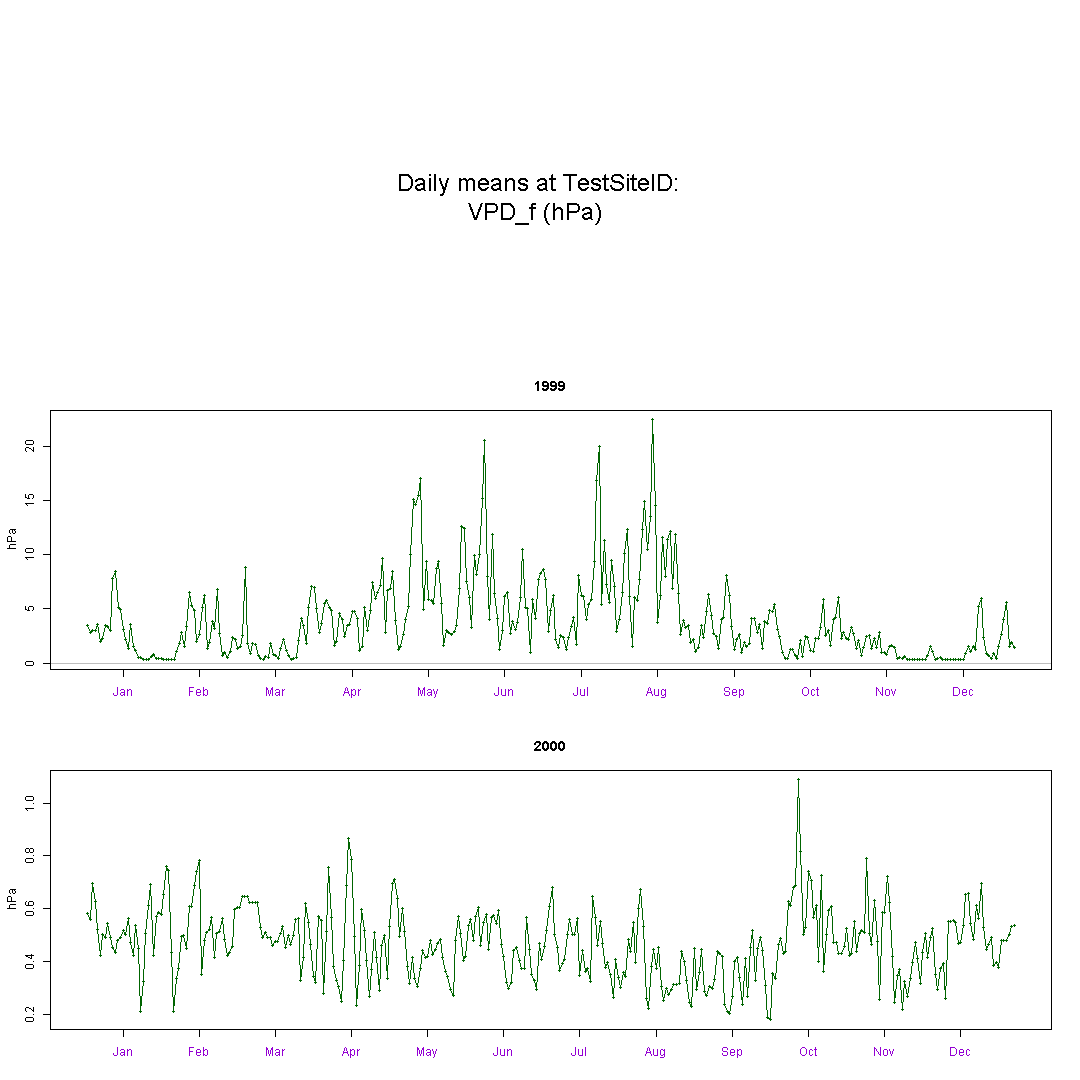 Daily means at TestSiteID:
VPD_f (hPa)
1999
hPa
20
15
10
5
0
Jan Feb Mar Apr May Jun Jul Aug Sep Oct Nov Dec
2000
hPa
1.0
0.8
0.6
0.4
0.2
Jan Feb Mar Apr May Jun Jul Aug Sep Oct Nov Dec